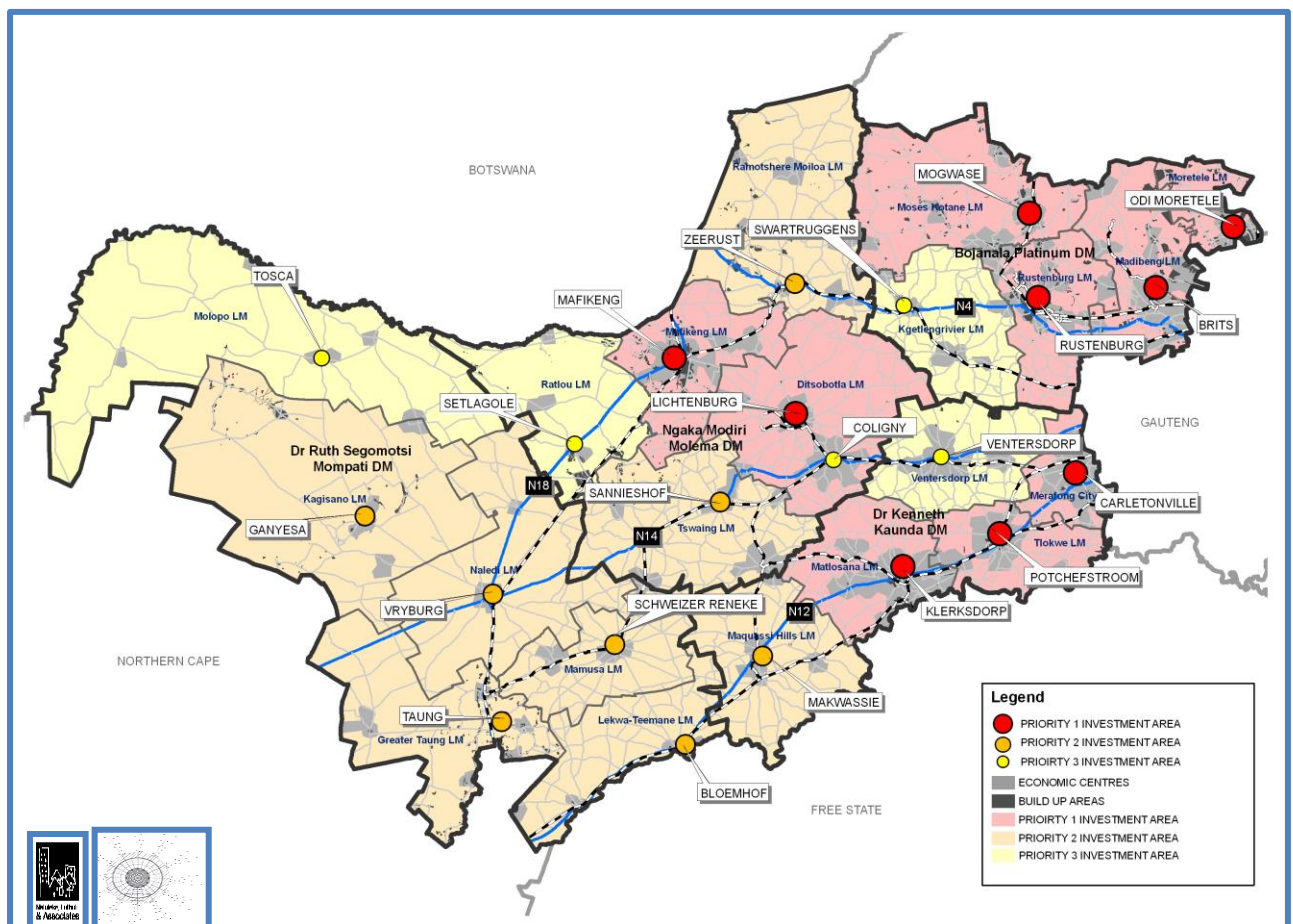 BOTSWANA
Ramotshere Moiloa LM
MOGWASE
Moretele LM
ODI MORETELE
Moses Kotane LM
SWARTRUGGENS
ZEERUST
Bojanala Platinum DM
Madibeng LM
Rustenburg LM
TOSCA
Molopo LM
MAFIKENG
N4
Mafikeng LM
Kgetlengrivier LM
BRITS
RUSTENBURG
Ratlou LM
Ditsobotla LM
SETLAGOLE
LICHTENBURG
GAUTENG
Ngaka Modiri
Molema DM
COLIGNY
VENTERSDORP
Dr Ruth Segomotsi
Mompati DM
N18
SANNIESHOF
Ventersdorp LM
Kagisano LM
Merafong City
CARLETONVILLE
GANYESA
Tswaing LM
Dr Kenneth
Kaunda DM
N14
Tlokwe LM
Naledi LM
Matlosana LM
POTCHEFSTROOM
VRYBURG
SCHWEIZER RENEKE
N12
KLERKSDORP
Maquassi Hills LM
NORTHERN CAPE
Mamusa LM
MAKWASSIE
TAUNG
Lekwa-Teemane LM
Greater Taung LM
BLOEMHOF
FREE STATE
Legend
PRIORITY 1 INVESTMENT AREA
PRIORITY 2 INVESTMENT AREA
PRIOIRTY 3 INVESTMENT AREA
ECONOMIC CENTRES
BUILD UP AREAS
PRIOIRTY 1 INVESTMENT AREA
PRIORITY 2 INVESTMENT AREA
PRIORITY 3 INVESTMENT AREA
& Associates